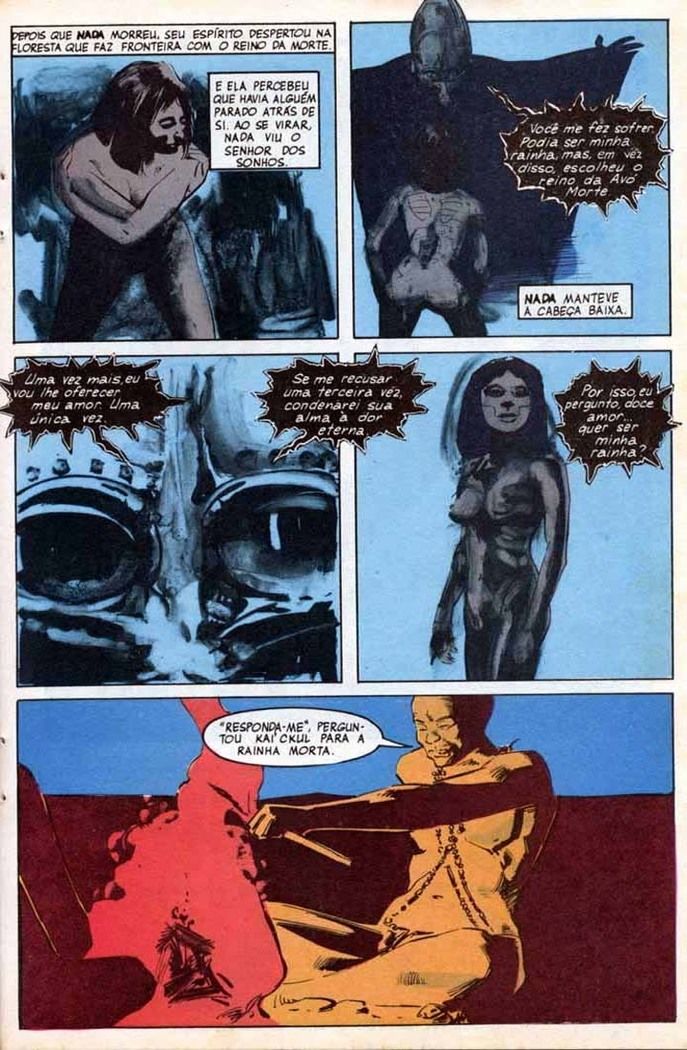 DEPOIS QUE NADA MORREU, SEU ESPÍRITO DESPERTOU NA
FLORESTA QUE FAZ FRONTEIRA COM O REINO DA MORTE.
E ELA PERCEBEU
QUE HAVIA ALGUÉM
PARADO ATRÁS DE
SI. AO SE VIRAR,
NADA VIU O
SENHOR DOS
SONHOS.
Você me fez sofrer.
Podia ser minha
rainha, mas, em vez
disso, escolheu o
reino da Avó
Morte.
NADA MANTEVE
A CABEÇA BAIXA.
Uma vez mais, eu
vou lhe oferecer
meu amor. Uma
única vez.
Se me recusar
uma terceira vez,
condenarei sua
alma a dor
eterna.
Por isso, eu
pergunto, doce
amor...
quer ser
minha
rainha?
"RESPONDA-ME", PERGUN-
TOU KAI'CKUL PARA A
RAINHA MORTA.